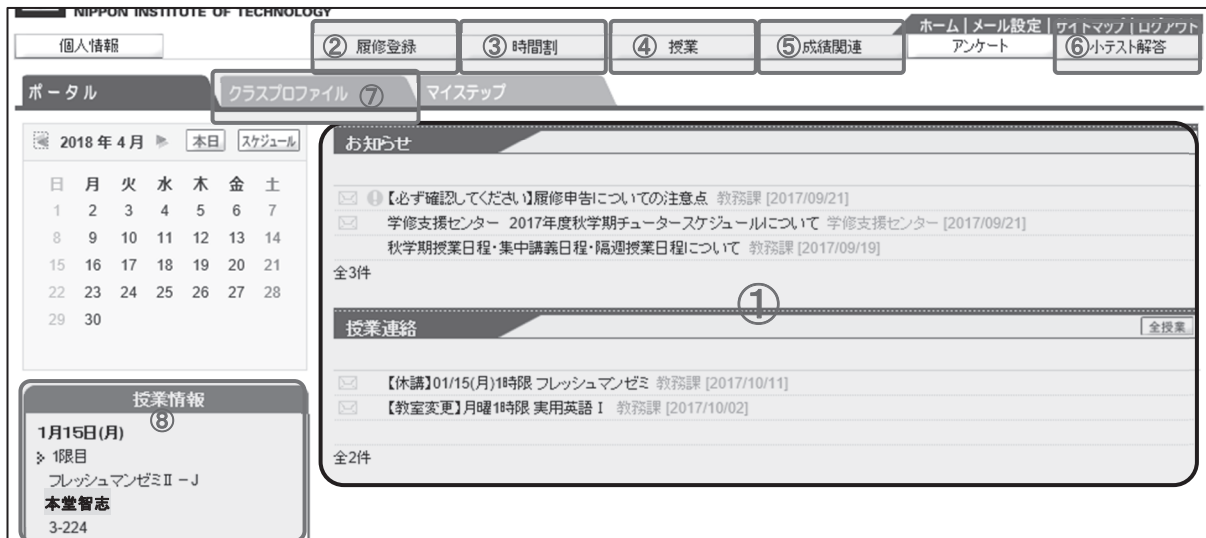 NIPPON INSTITUTE OF TECHNOLOGY
ホーム | メール設定 | サイトマップ | ログアウト
個人情報 ② 履修登録 ③ 時間割 ④ 授業 ⑤成績関連 アンケート ⑥小テスト解答
ポータル クラスプロファイル ⑦ マイステップ
2018 年 4 月 本日 スケジュール
日 月 火 水 木 金 土
1 2 3 4 5 6 7
8 9 10 11 12 13 14
15 16 17 18 19 20 21
22 23 24 25 26 27 28
29 30
授業情報
⑧
1月15日(月)
1限目
フレッシュマンゼミⅡ－J
本堂智志
3-224
お知らせ
【必ず確認してください】履修申告についての注意点 教務課 [2017/09/21]
学修支援センター 2017年度秋学期チュータースケジュールについて 学修支援センター [2017/09/21]
秋学期授業日程・集中講義日程・隔週授業日程について 教務課 [2017/09/19]
全3件
①
授業連絡 全授業
【休講】01/15(月)1時限 フレッシュマンゼミ 教務課 [2017/10/11]
【教室変更】月曜1時限 実用英語Ⅰ 教務課 [2017/10/02]
全2件